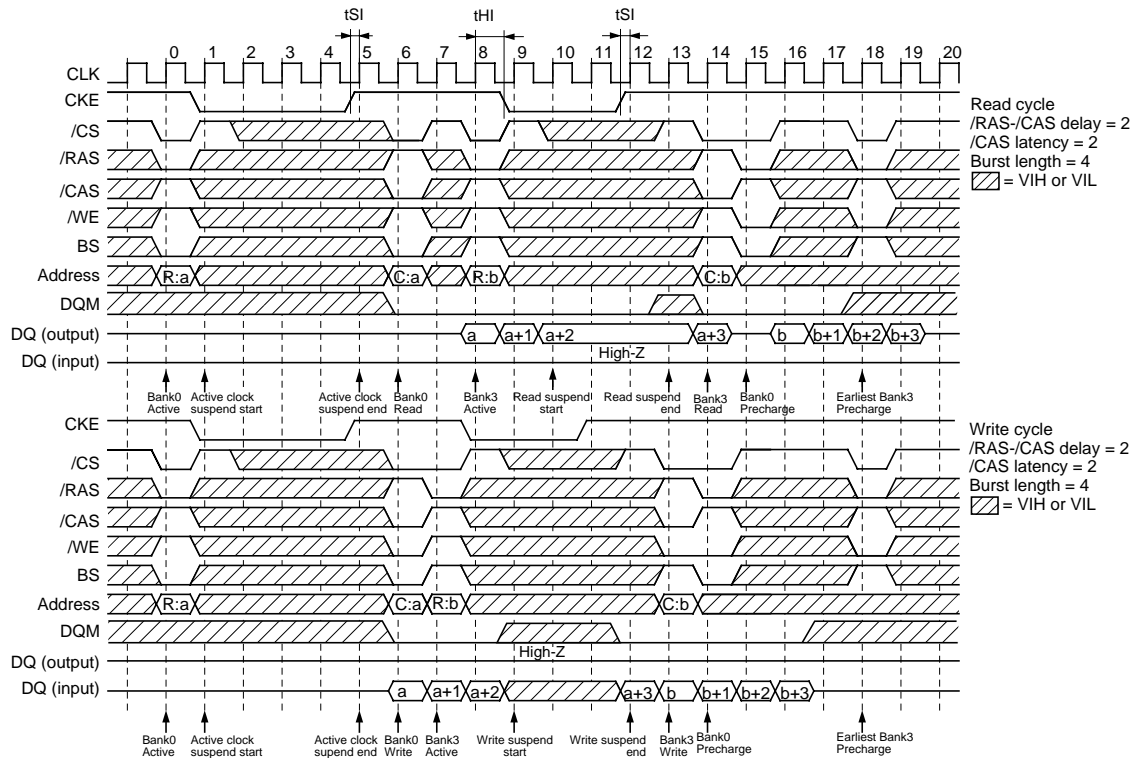 tSI tHI tSI
0 1 2 3 4 5 6 7 8 9 10 11 12 13 14 15 16 17 18 19 20
CLK
CKE
/CS
/RAS
/CAS
/WE
BS
Address R:a C:a R:b C:b
DQM
DQ (output) a a+1 a+2 a+3 b b+1 b+2 b+3
High-Z
DQ (input)
Bank0 Active
Active clock suspend start
Active clock suspend end
Bank0 Read
Bank3 Active
Read suspend start
Read suspend end
Bank3 Read
Bank0 Precharge
Earliest Bank3 Precharge
Read cycle
/RAS-/CAS delay = 2
/CAS latency = 2
Burst length = 4
= VIH or VIL
CKE
/CS
/RAS
/CAS
/WE
BS
Address R:a C:a R:b C:b
DQM
High-Z
DQ (output)
DQ (input) a a+1 a+2 a+3 b b+1 b+2 b+3
Bank0 Active
Active clock suspend start
Active clock supend end
Bank0 Write
Bank3 Active
Write suspend start
Write suspend end
Bank3 Write
Bank0 Precharge
Earliest Bank3 Precharge
Write cycle
/RAS-/CAS delay = 2
/CAS latency = 2
Burst length = 4
= VIH or VIL